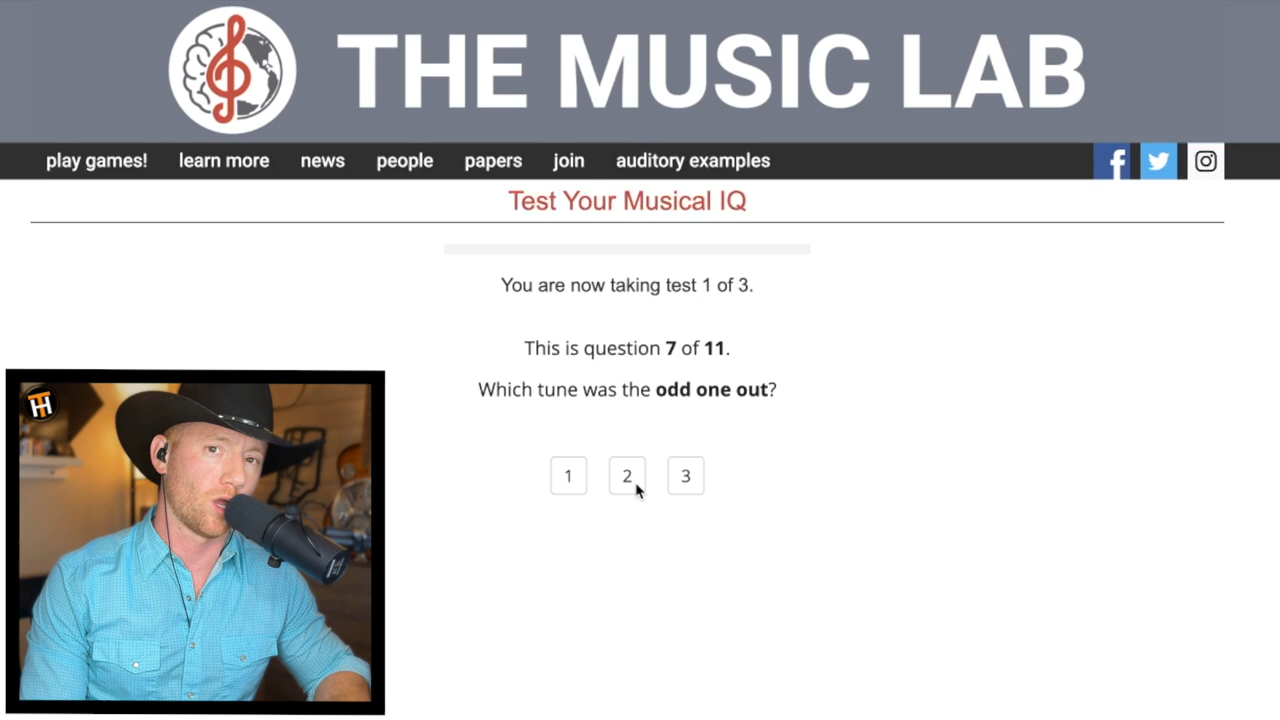 THE MUSIC LAB
play games! learn more news people papers join auditory examples
Test Your Musical IQ
You are now taking test 1 of 3.
This is question 7 of 11.
Which tune was the odd one out?
1 2 3
TH